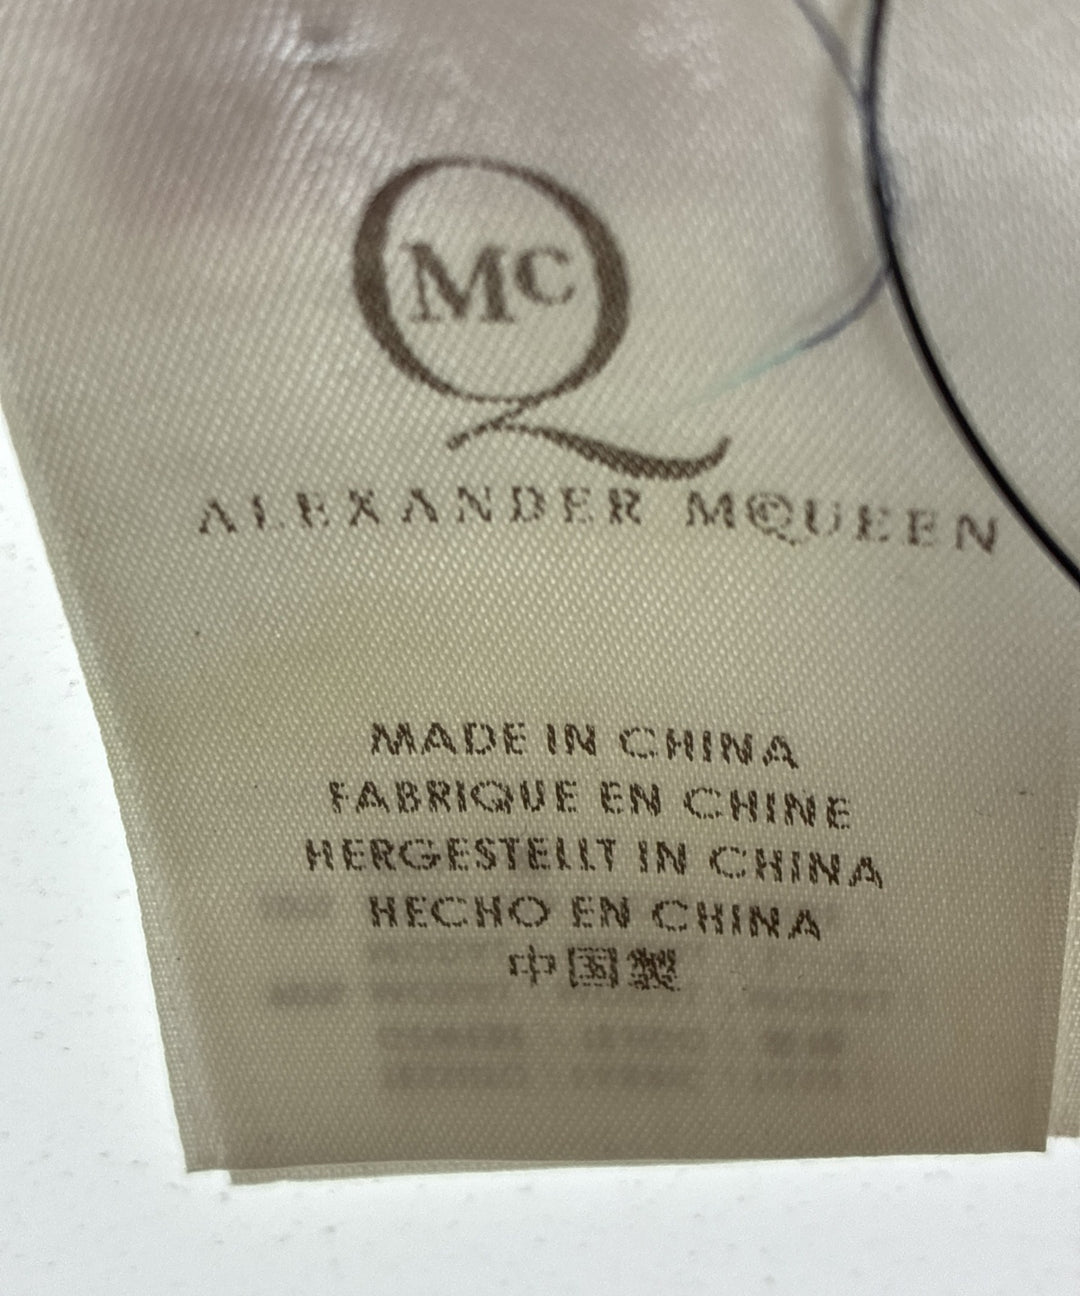 Mc
Q
ALEXANDER McQUEEN
MADE IN CHINA
FABRIQUE EN CHINE
HERGESTELLT IN CHINA
HECHO EN CHINA
中国製